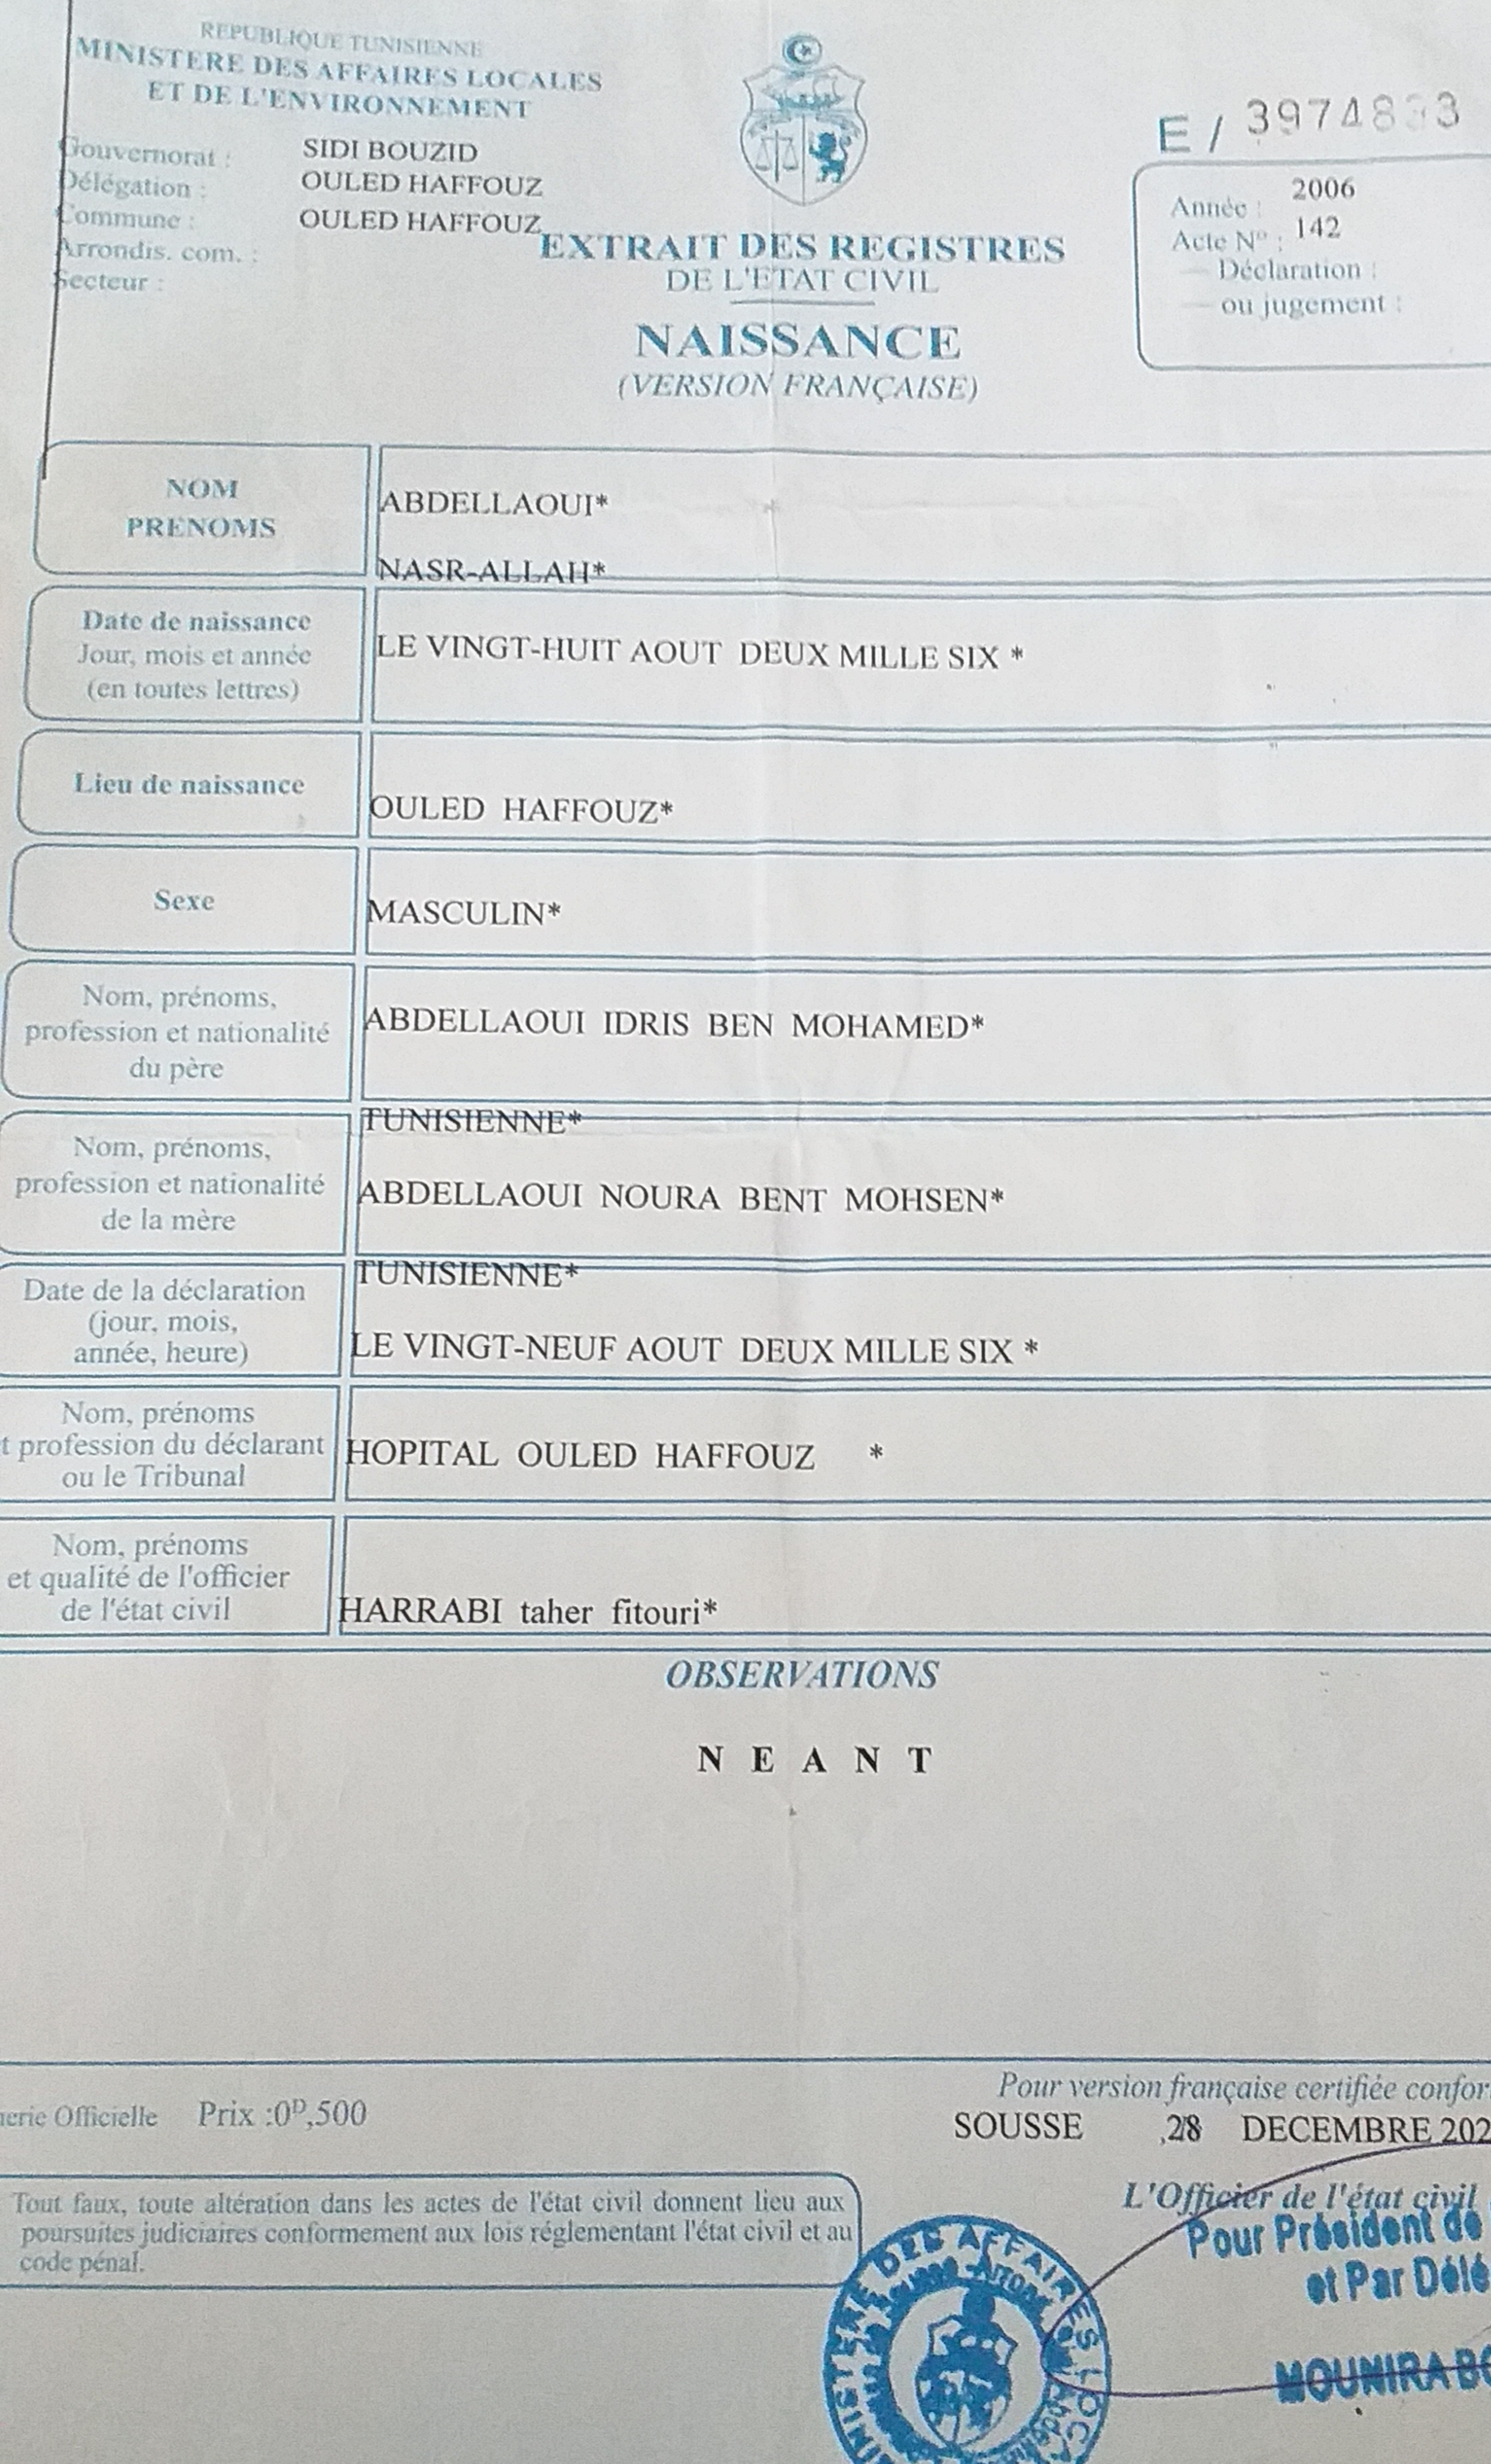 REPUBLIQUE TUNISIENNE
MINISTERE DES AFFAIRES LOCALES
ET DE L'ENVIRONNEMENT
Gouvernorat : SIDI BOUZID
Délégation : OULED HAFFOUZ
Commune : OULED HAFFOUZ
Arrondis. com. :
Secteur :
E /
Année : 2006
Acte N° : 142
Déclaration :
ou jugement :
EXTRAIT DES REGISTRES
DE L'ETAT CIVIL
NAISSANCE
(VERSION FRANÇAISE)
NOM
PRENOMS
ABDELLAOUI*
NASR-ALLAH*
Date de naissance
Jour, mois et année
(en toutes lettres)
LE VINGT-HUIT AOUT DEUX MILLE SIX *
Lieu de naissance
OULED HAFFOUZ*
Sexe
MASCULIN*
Nom, prénoms,
profession et nationalité
du père
ABDELLAOUI IDRIS BEN MOHAMED*
TUNISIENNE*
Nom, prénoms,
profession et nationalité
de la mère
ABDELLAOUI NOURA BENT MOHSEN*
TUNISIENNE*
Date de la déclaration
(jour, mois,
année, heure)
LE VINGT-NEUF AOUT DEUX MILLE SIX *
Nom, prénoms
t profession du déclarant
ou le Tribunal
HOPITAL OULED HAFFOUZ *
Nom, prénoms
et qualité de l'officier
de l'état civil
HARRABI taher fitouri*
OBSERVATIONS
N E A N T
Officielle Prix :0D,500
Pour version française certifiée confor
SOUSSE ,28 DECEMBRE 202
Tout faux, toute altération dans les actes de l'état civil donnent lieu aux
poursuites judiciaires conformement aux lois réglementant l'état civil et au
code pénal.
L'Officier de l'état civil
Pour Président de
et Par Délé
MOUNIRA BO
DES AFFAIRES